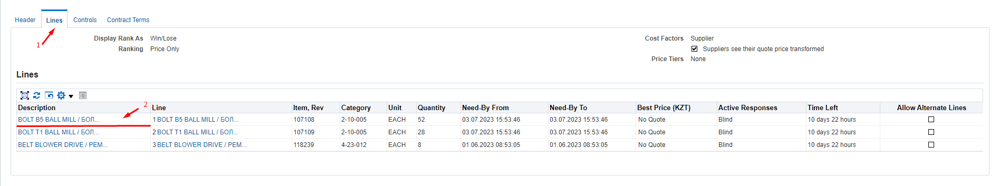 Header Lines Controls Contract Terms
1
Display Rank As Win/Lose
Ranking Price Only
Cost Factors Supplier
Suppliers see their quote price transformed
Price Tiers None
Lines
2
Description Line Item, Rev Category Unit Quantity Need-By From Need-By To Best Price (KZT) Active Responses Time Left Allow Alternate Lines
BOLT B5 BALL MILL / БОЛ... 1 BOLT B5 BALL MILL / БОЛ... 107108 2-10-005 EACH 52 03.07.2023 15:53:46 03.07.2023 15:53:46 No Quote Blind 10 days 22 hours
BOLT T1 BALL MILL / БОЛ... 2 BOLT T1 BALL MILL / БОЛ... 107109 2-10-005 EACH 28 03.07.2023 15:53:46 03.07.2023 15:53:46 No Quote Blind 10 days 22 hours
BELT BLOWER DRIVE / РЕМ... 3 BELT BLOWER DRIVE / РЕМ... 118239 4-23-012 EACH 8 01.06.2023 08:53:05 01.06.2023 08:53:05 No Quote Blind 10 days 22 hours